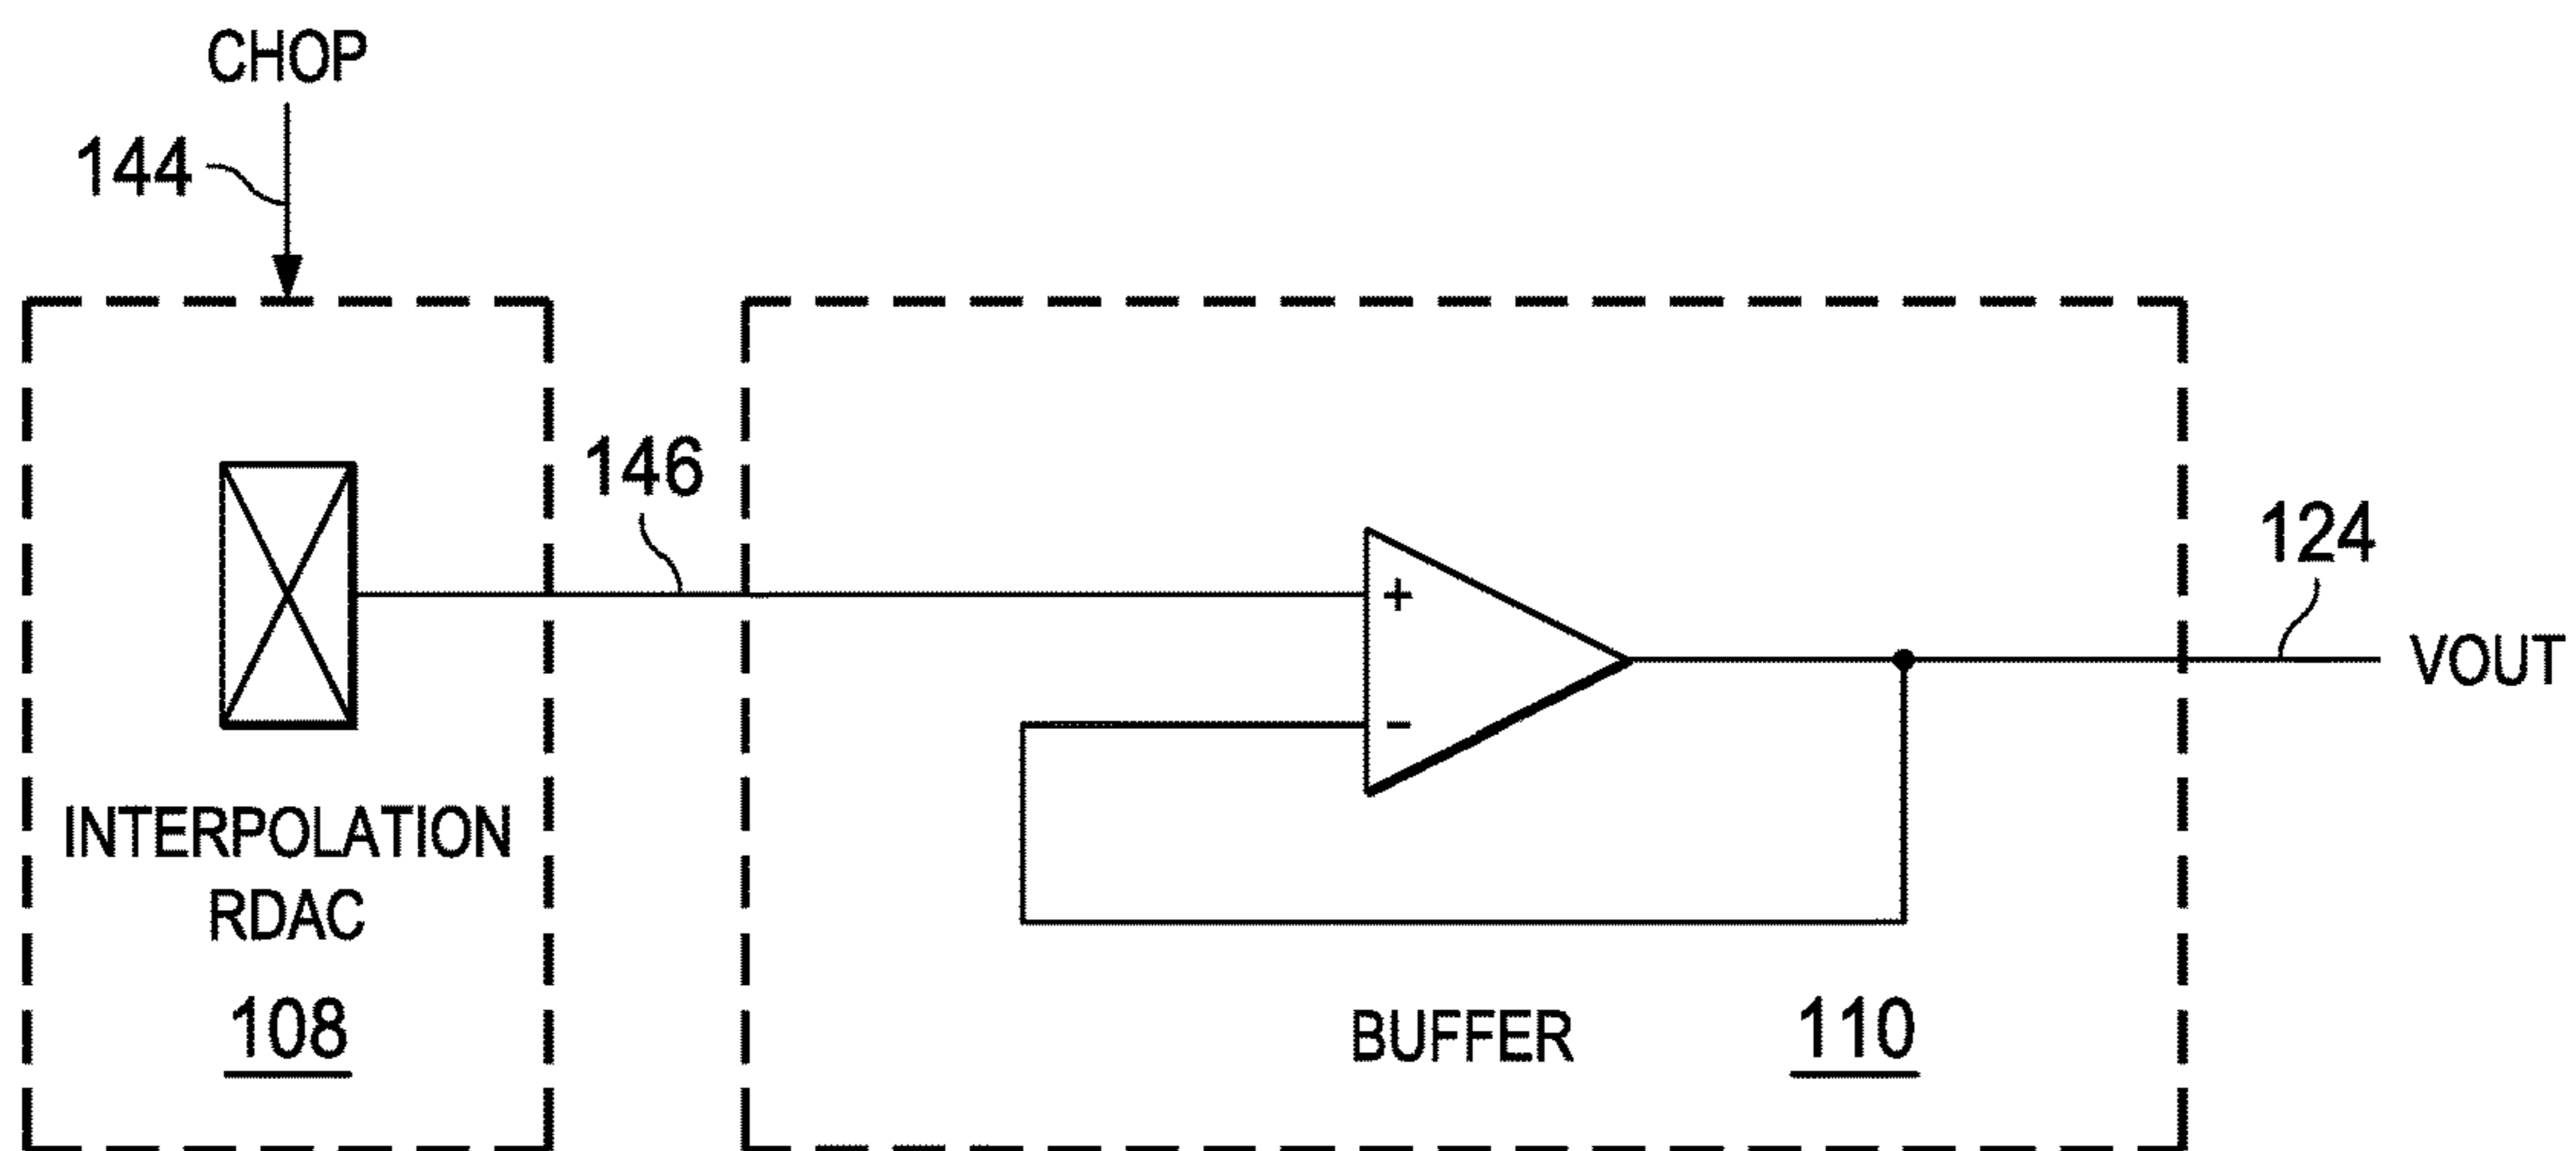 CHOP
144
146
+
-
124
VOUT
INTERPOLATION
RDAC
108
BUFFER
110